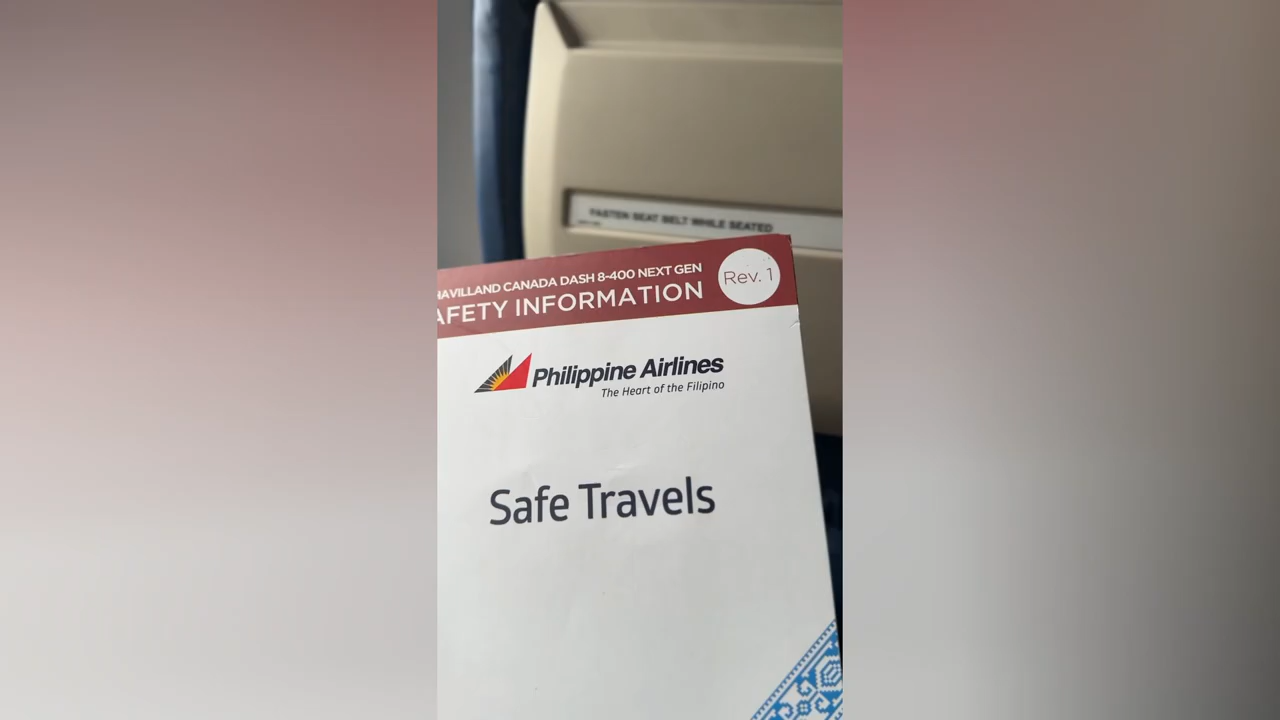 FASTEN SEAT BELT WHILE SEATED
HAVILLAND CANADA DASH 8-400 NEXT GEN
AFETY INFORMATION
Rev. 1
Philippine Airlines
The Heart of the Filipino
Safe Travels